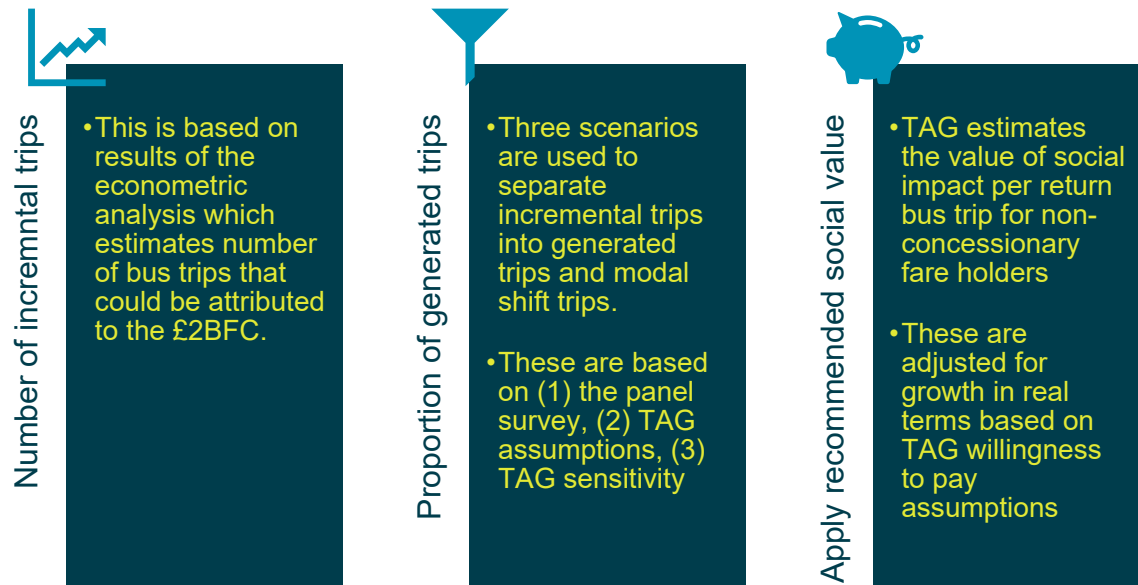 Number of incremntal trips
•This is based on
results of the
econometric
analysis which
estimates number
of bus trips that
could be attributed
to the £2BFC.
Proportion of generated trips
•Three scenarios
are used to
separate
incremental trips
into generated
trips and modal
shift trips.
•These are based
on (1) the panel
survey, (2) TAG
assumptions, (3)
TAG sensitivity
Apply recommended social value
•TAG estimates
the value of social
impact per return
bus trip for non-
concessionary
fare holders
•These are
adjusted for
growth in real
terms based on
TAG willingness
to pay
assumptions